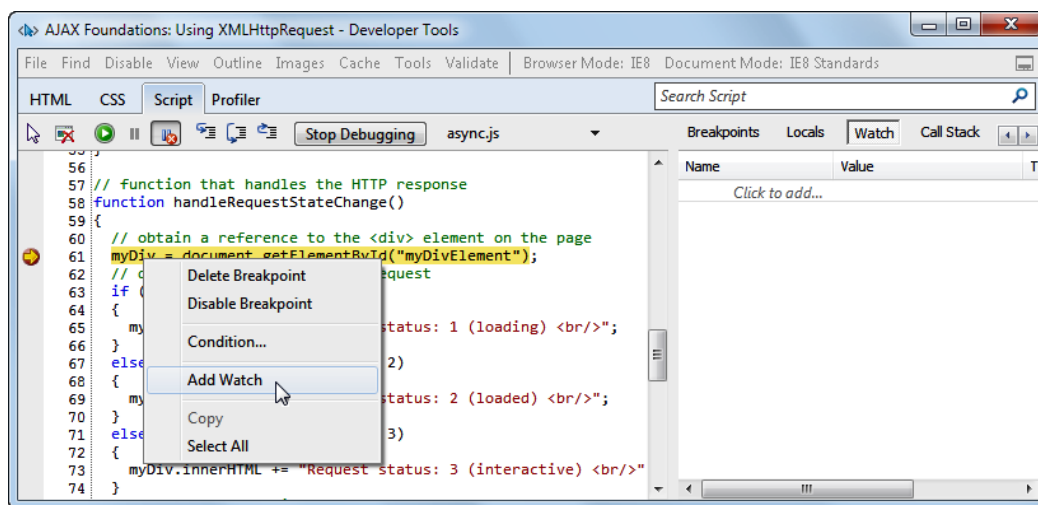 AJAX Foundations: Using XMLHttpRequest - Developer Tools
File Find Disable View Outline Images Cache Tools Validate | Browser Mode: IE8 Document Mode: IE8 Standards
HTML CSS Script Profiler Search Script
Stop Debugging async.js Breakpoints Locals Watch Call Stack
Name Value T
Click to add...
55 }
56
57 // function that handles the HTTP response
58 function handleRequestStateChange()
59 {
60 // obtain a reference to the <div> element on the page
61 myDiv = document.getElementById("myDivElement");
62 //
63 if (
64 {
65 status: 1 (loading) <br/>";
66 }
67 else 2)
68 {
69 status: 2 (loaded) <br/>";
70 }
71 else 3)
72 {
73 myDiv.innerHTML += "Request status: 3 (interactive) <br/>"
74 }
Delete Breakpoint
Disable Breakpoint
Condition...
Add Watch
Copy
Select All